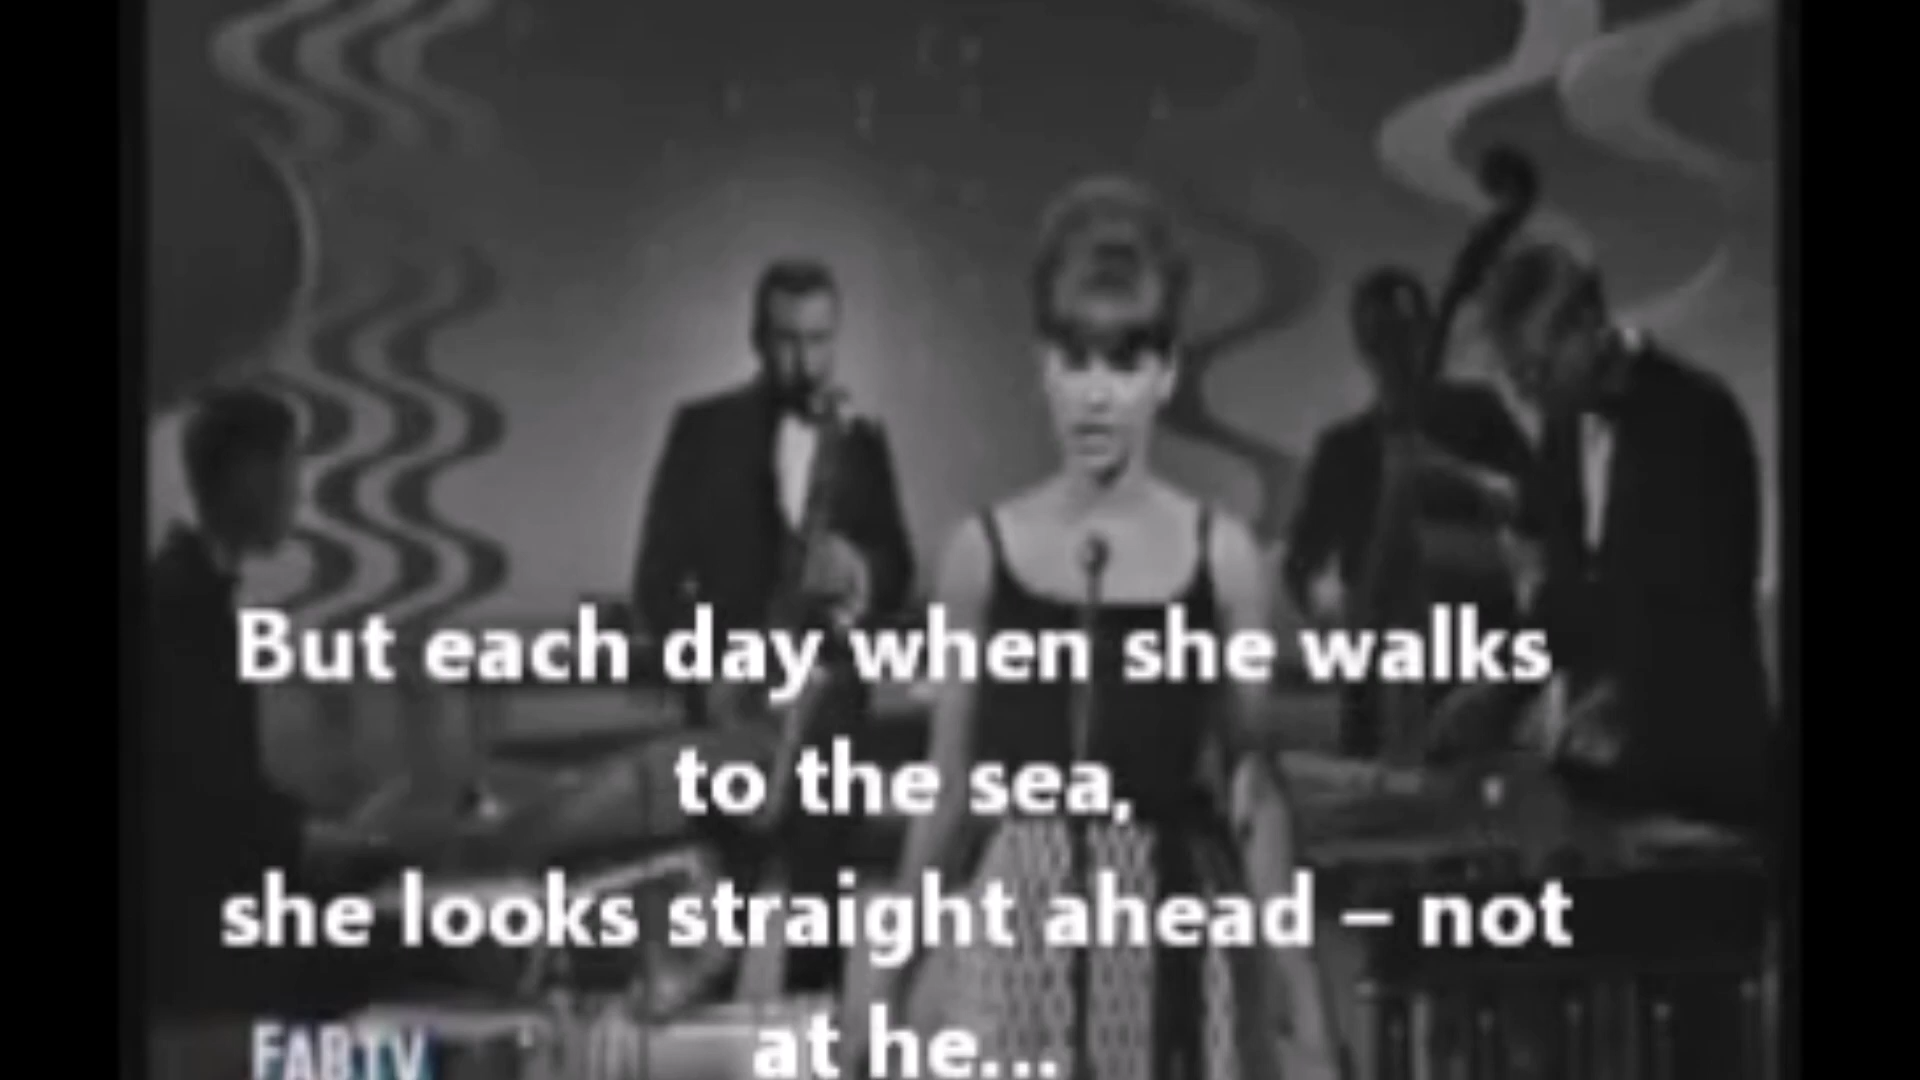 But each day when she walks
to the sea,
she looks straight ahead – not
at he...
FABTV